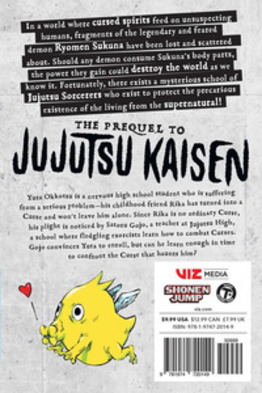 In a world where cursed spirits feed on unsuspecting
humans, fragments of the legendary and feared
demon Ryomen Sukuna have been lost and scattered
about. Should any demon consume Sukuna's body parts,
the power they gain could destroy the world as we
know it. Fortunately, there exists a mysterious school of
Jujutsu Sorcerers who exist to protect the precarious
existence of the living from the supernatural!
THE PREQUEL TO
JUJUTSU KAISEN
Yuta Okkotsu is a nervous high school student who is suffering
from a serious problem—his childhood friend Rika has turned into a
Curse and won't leave him alone. Since Rika is no ordinary Curse,
his plight is noticed by Satoru Gojo, a teacher at Jujutsu High,
a school where fledgling exorcists learn how to combat Curses.
Gojo convinces Yuta to enroll, but can he learn enough in time
to confront the Curse that haunts him?
VIZ MEDIA
SHONEN
JUMP
viz.com
$9.99 USA $12.99 CAN £7.99 UK
ISBN: 978-1-9747-2014-9